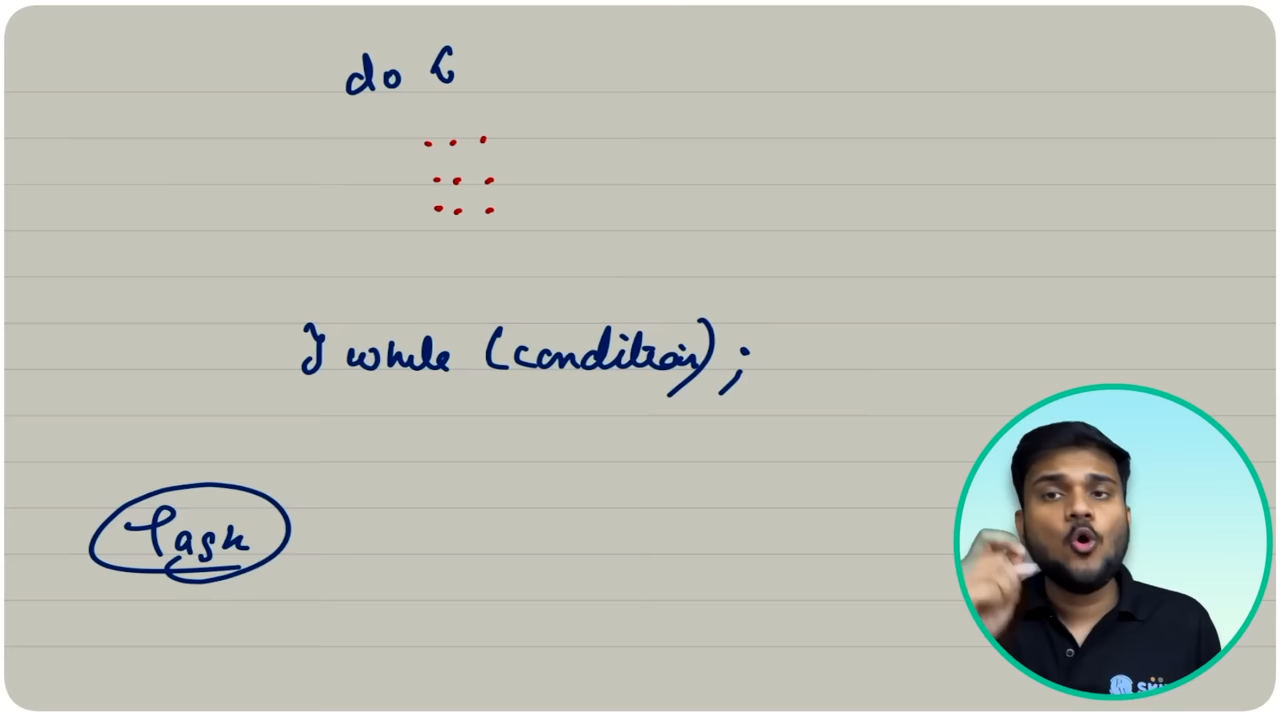 do {
. . .
. . .
. . .
} while (condition);
Task